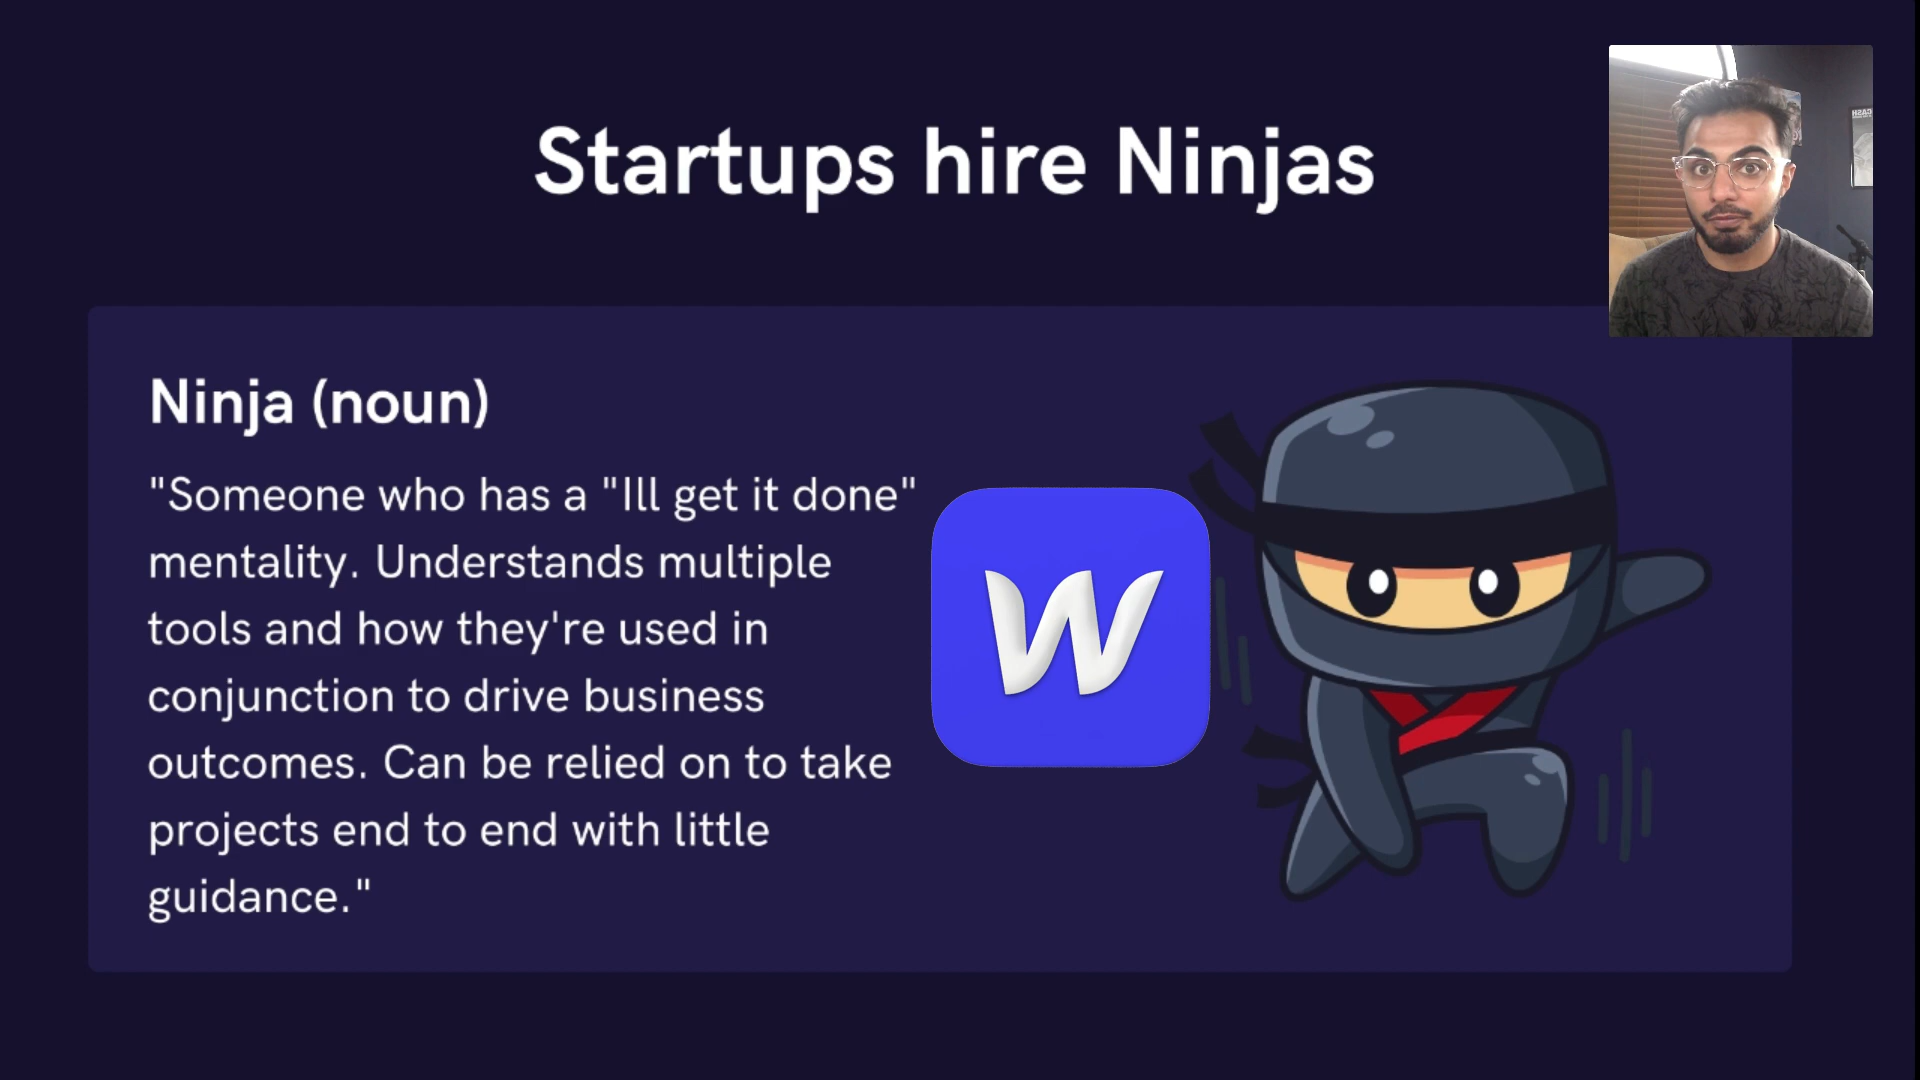 Startups hire Ninjas
Ninja (noun)
"Someone who has a "Ill get it done"
mentality. Understands multiple
tools and how they're used in
conjunction to drive business
outcomes. Can be relied on to take
projects end to end with little
guidance."
W